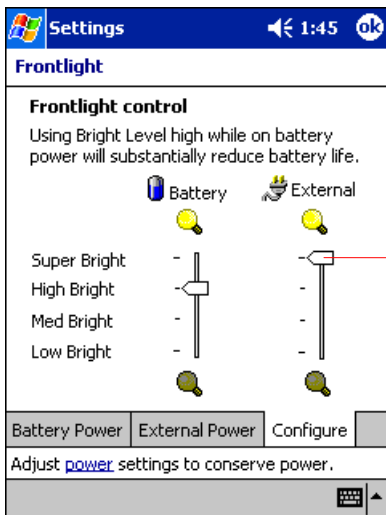 Settings 1:45 ok
Frontlight
Frontlight control
Using Bright Level high while on battery
power will substantially reduce battery life.
Battery External
Super Bright
High Bright
Med Bright
Low Bright
Battery Power External Power Configure
Adjust power settings to conserve power.